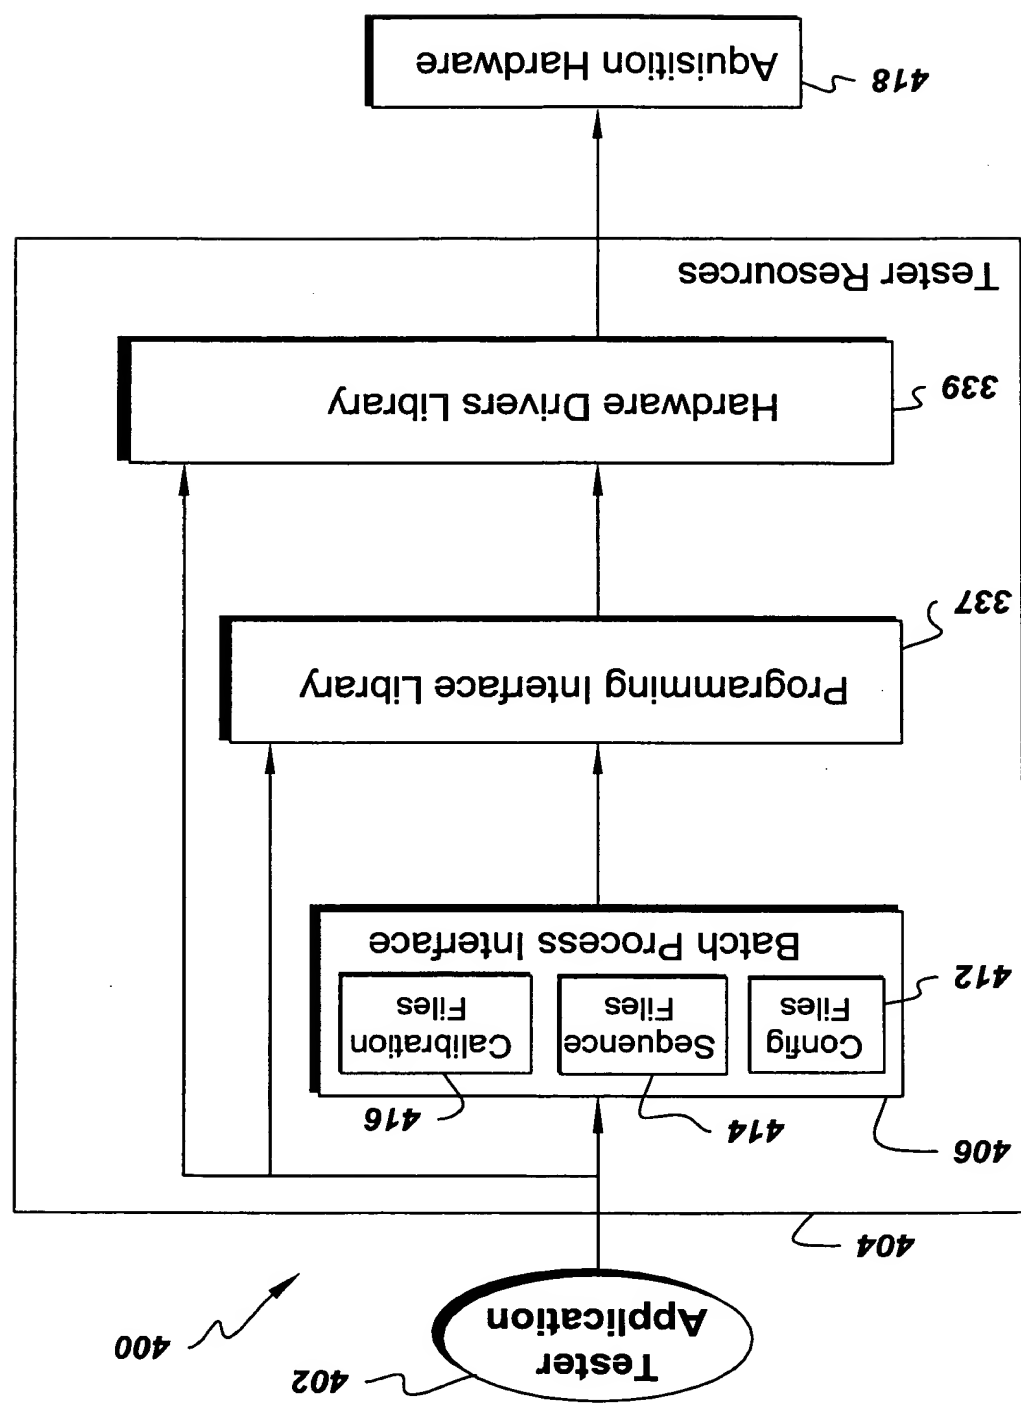 400
402
Tester
Application
404
406
416
414
412
Calibration
Files
Sequence
Files
Config
Files
Batch Process Interface
337
Programming Interface Library
339
Hardware Drivers Library
Tester Resources
418
Aquisition Hardware